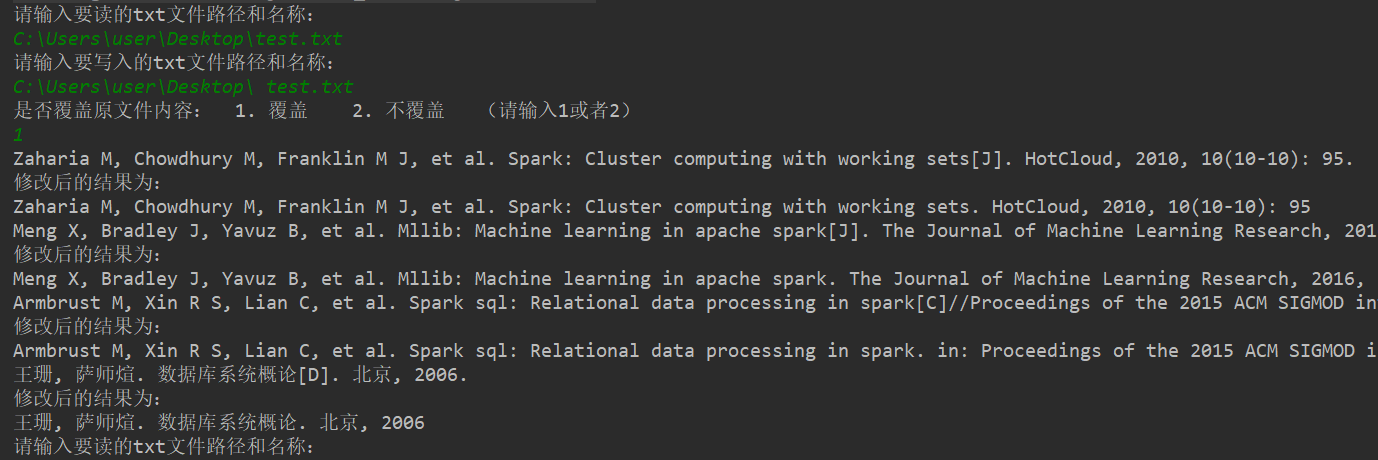 请输入要读的txt文件路径和名称：
C:\Users\user\Desktop\test.txt
请输入要写入的txt文件路径和名称：
C:\Users\user\Desktop\ test.txt
是否覆盖原文件内容： 1. 覆盖 2. 不覆盖 （请输入1或者2）
1
Zaharia M, Chowdhury M, Franklin M J, et al. Spark: Cluster computing with working sets[J]. HotCloud, 2010, 10(10-10): 95.
修改后的结果为：
Zaharia M, Chowdhury M, Franklin M J, et al. Spark: Cluster computing with working sets. HotCloud, 2010, 10(10-10): 95
Meng X, Bradley J, Yavuz B, et al. Mllib: Machine learning in apache spark[J]. The Journal of Machine Learning Research, 201
修改后的结果为：
Meng X, Bradley J, Yavuz B, et al. Mllib: Machine learning in apache spark. The Journal of Machine Learning Research, 2016,
Armbrust M, Xin R S, Lian C, et al. Spark sql: Relational data processing in spark[C]//Proceedings of the 2015 ACM SIGMOD in
修改后的结果为：
Armbrust M, Xin R S, Lian C, et al. Spark sql: Relational data processing in spark. in: Proceedings of the 2015 ACM SIGMOD i
王珊, 萨师煊. 数据库系统概论[D]. 北京, 2006.
修改后的结果为：
王珊, 萨师煊. 数据库系统概论. 北京, 2006
请输入要读的txt文件路径和名称：